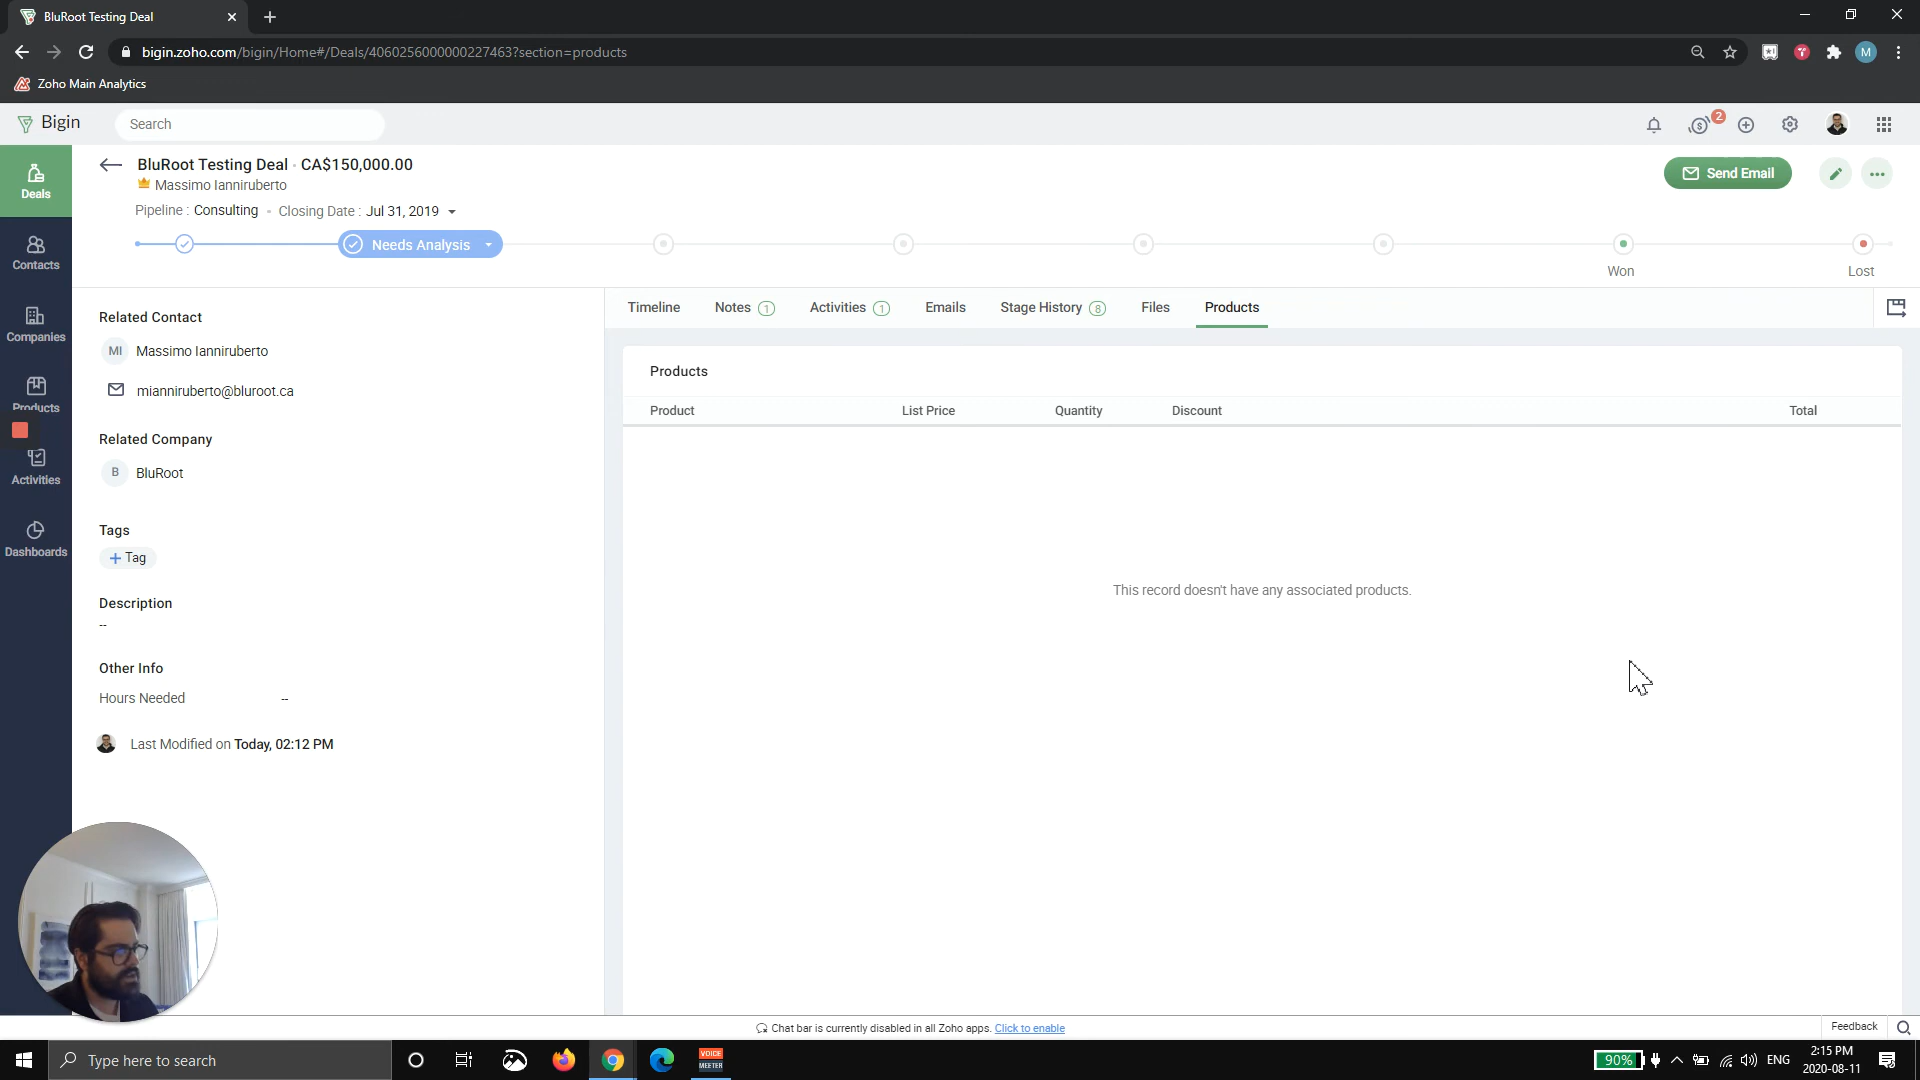 BluRoot Testing Deal
bigin.zoho.com/bigin/Home#/Deals/4060256000000227463?section=products
M
Zoho Main Analytics
Bigin
Search
2
Deals
Contacts
Companies
Products
Activities
Dashboards
BluRoot Testing Deal · CA$150,000.00
Massimo Ianniruberto
Pipeline : Consulting • Closing Date : Jul 31, 2019
Send Email
Needs Analysis
Won
Lost
Related Contact
MI Massimo Ianniruberto
mianniruberto@bluroot.ca
Related Company
B BluRoot
Tags
+ Tag
Description
--
Other Info
Hours Needed --
Last Modified on Today, 02:12 PM
Timeline Notes 1 Activities 1 Emails Stage History 8 Files Products
Products
Product List Price Quantity Discount Total
This record doesn't have any associated products.
Chat bar is currently disabled in all Zoho apps. Click to enable
Feedback
Type here to search
VOICE
MEETER
90%
ENG
2:15 PM
2020-08-11